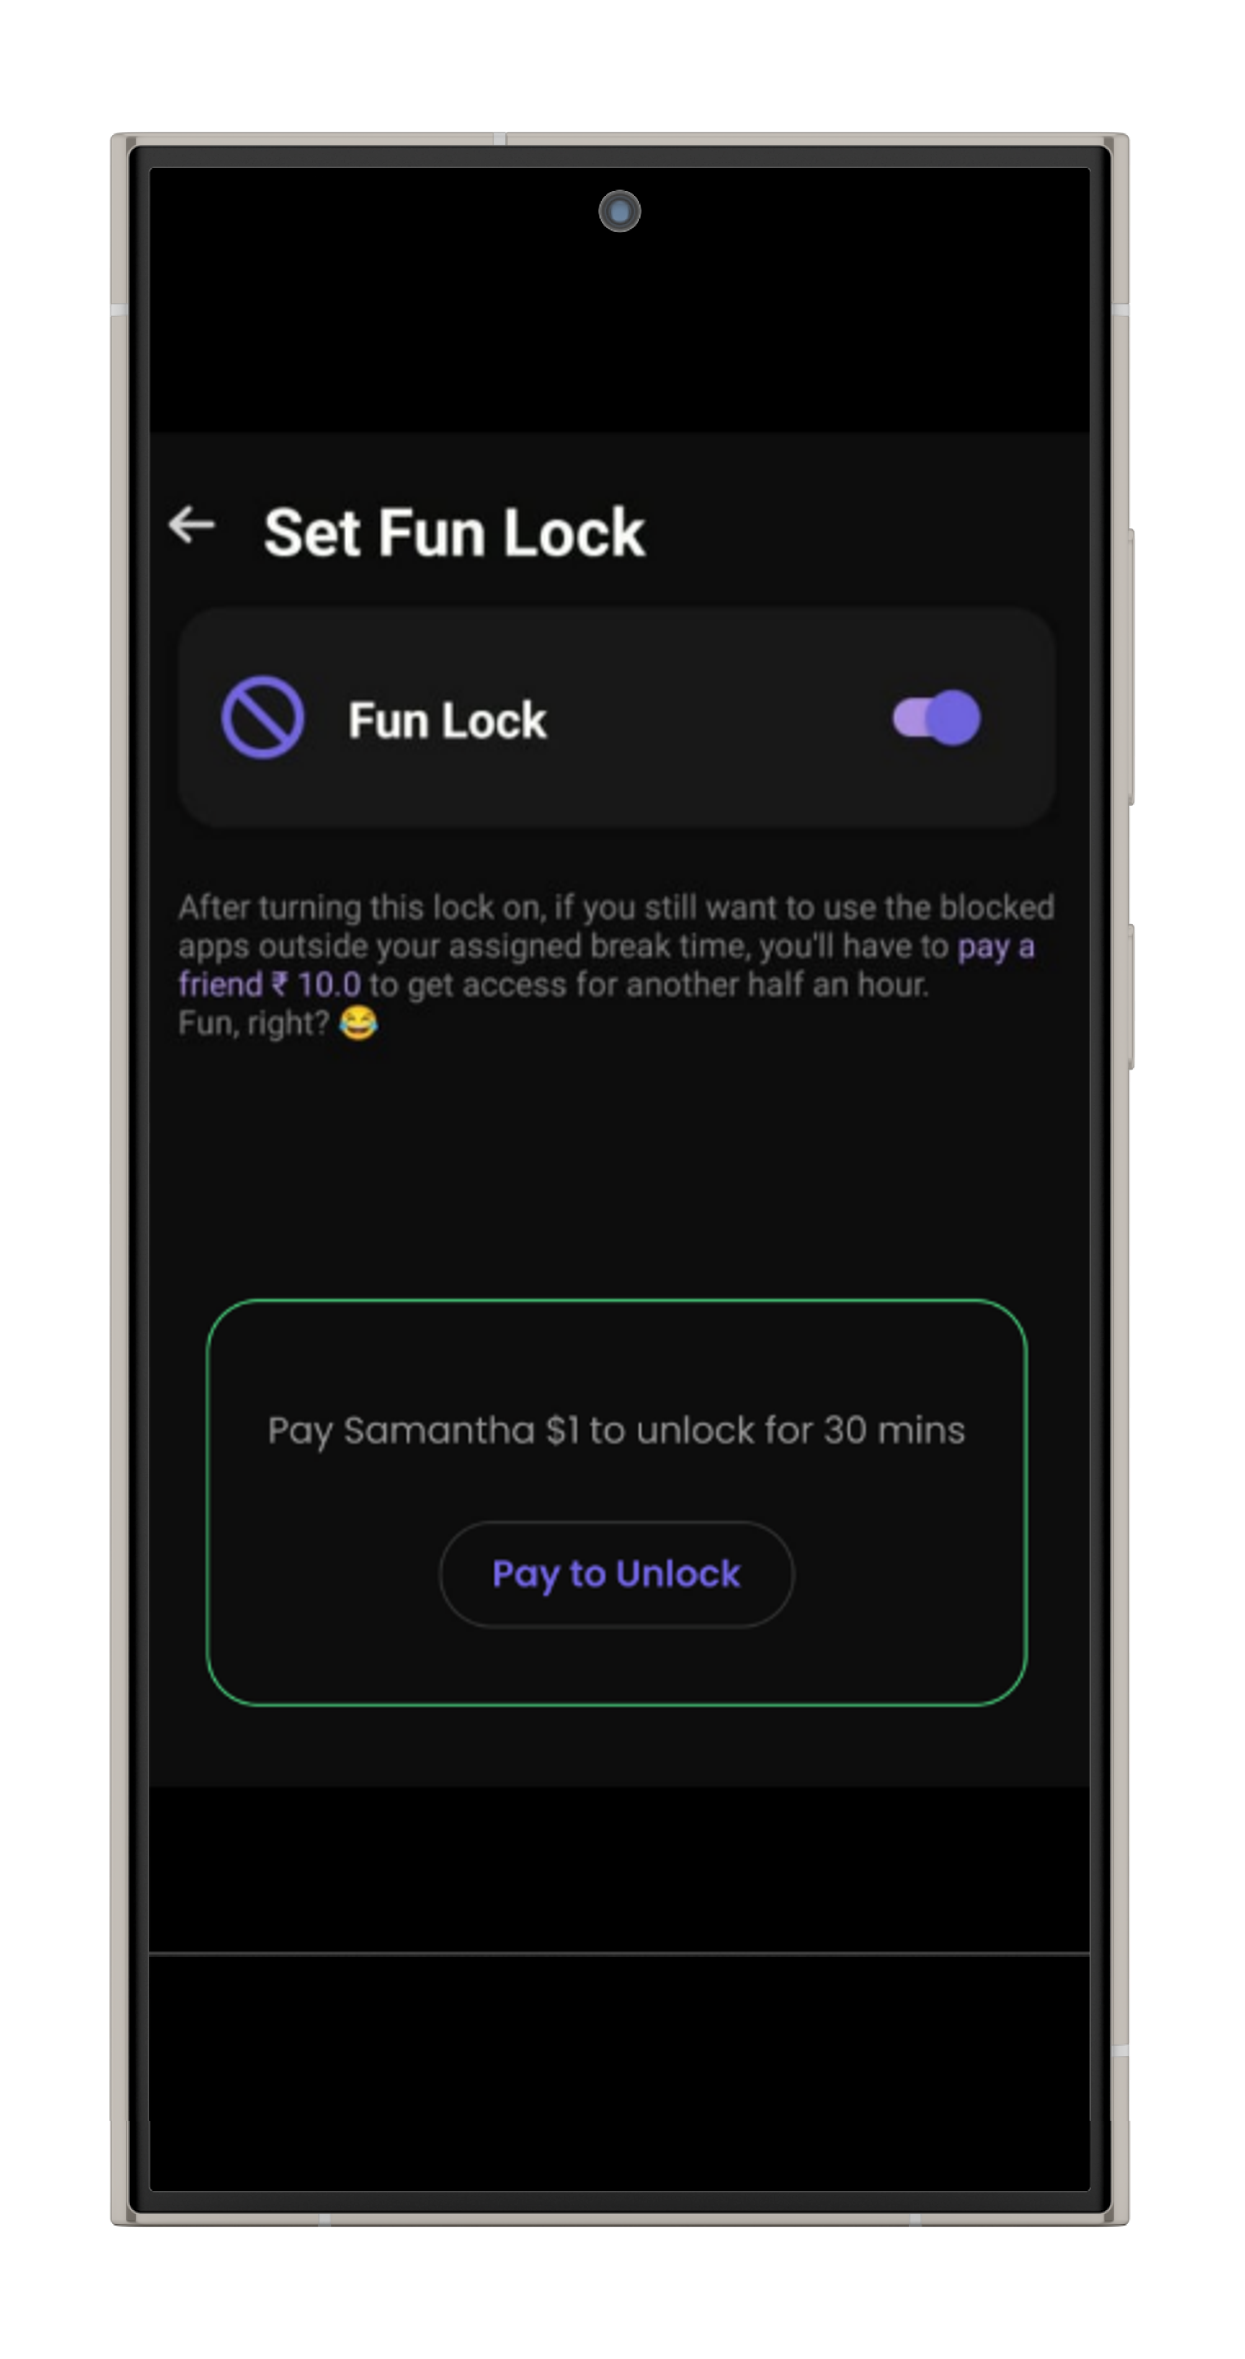 Set Fun Lock
Fun Lock
After turning this lock on, if you still want to use the blocked
apps outside your assigned break time, you'll have to pay a
friend ₹ 10.0 to get access for another half an hour.
Fun, right? 😂
Pay Samantha $1 to unlock for 30 mins
Pay to Unlock